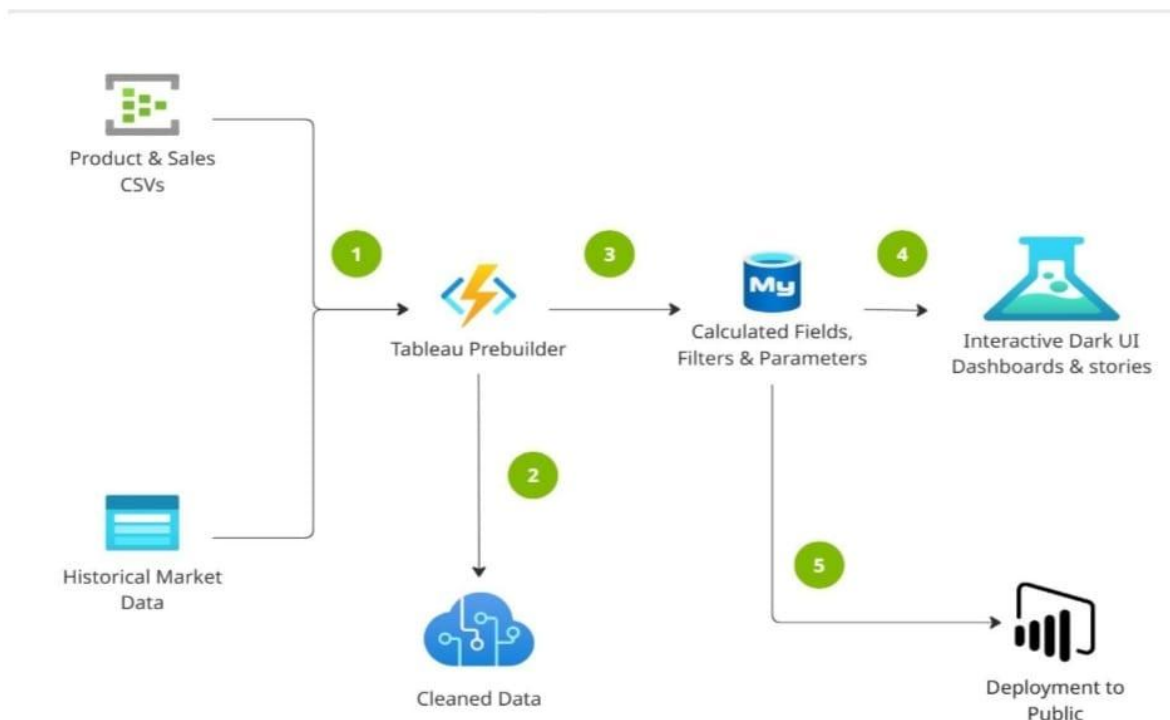 Product & Sales
CSVs
1
3
4
My
Tableau Prebuilder
Calculated Fields,
Filters & Parameters
Interactive Dark UI
Dashboards & stories
2
Historical Market
Data
5
Cleaned Data
Deployment to
Public